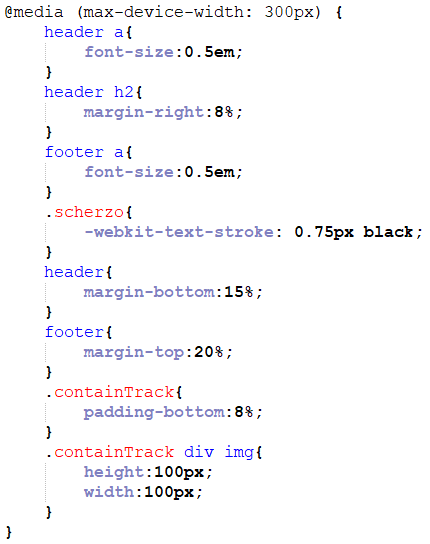 @media (max-device-width: 300px) {
    header a{
        font-size:0.5em;
    }
    header h2{
        margin-right:8%;
    }
    footer a{
        font-size:0.5em;
    }
    .scherzo{
        -webkit-text-stroke: 0.75px black;
    }
    header{
        margin-bottom:15%;
    }
    footer{
        margin-top:20%;
    }
    .containTrack{
        padding-bottom:8%;
    }
    .containTrack div img{
        height:100px;
        width:100px;
    }
}